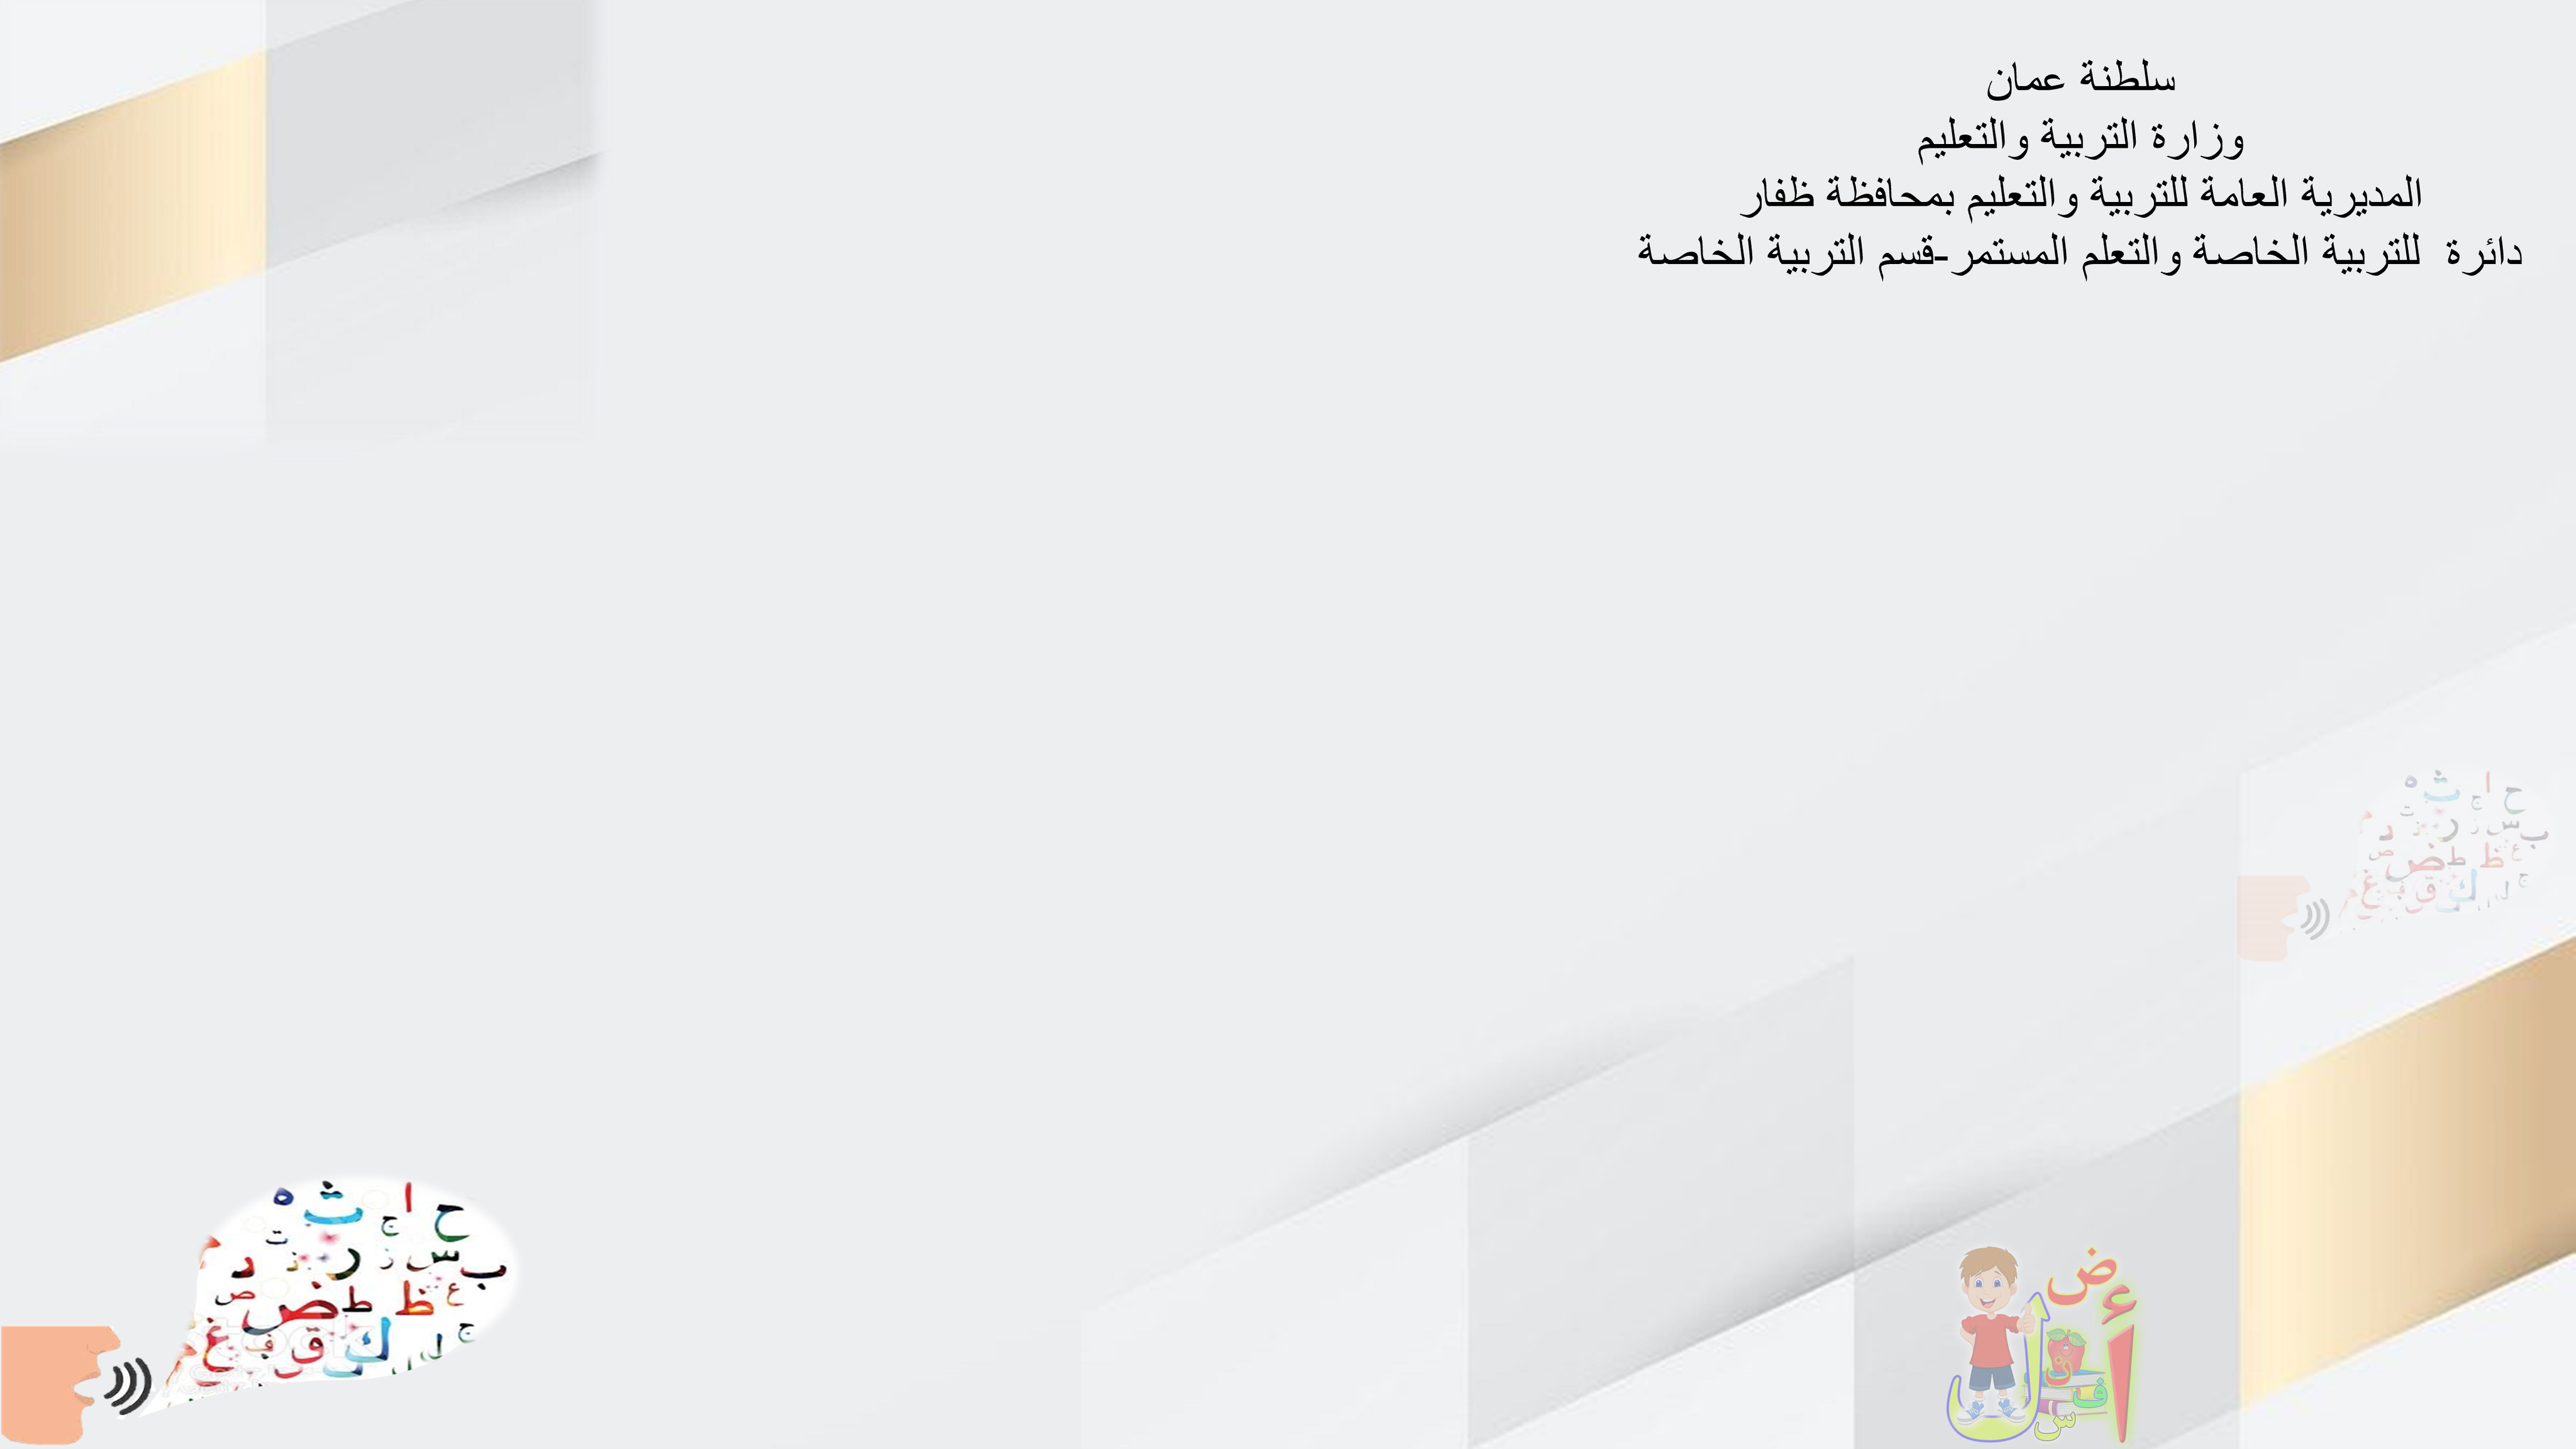 سلطنة عمان
وزارة التربية والتعليم
المديرية العامة للتربية والتعليم بمحافظة ظفار
دائرة للتربية الخاصة والتعلم المستمر-قسم التربية الخاصة